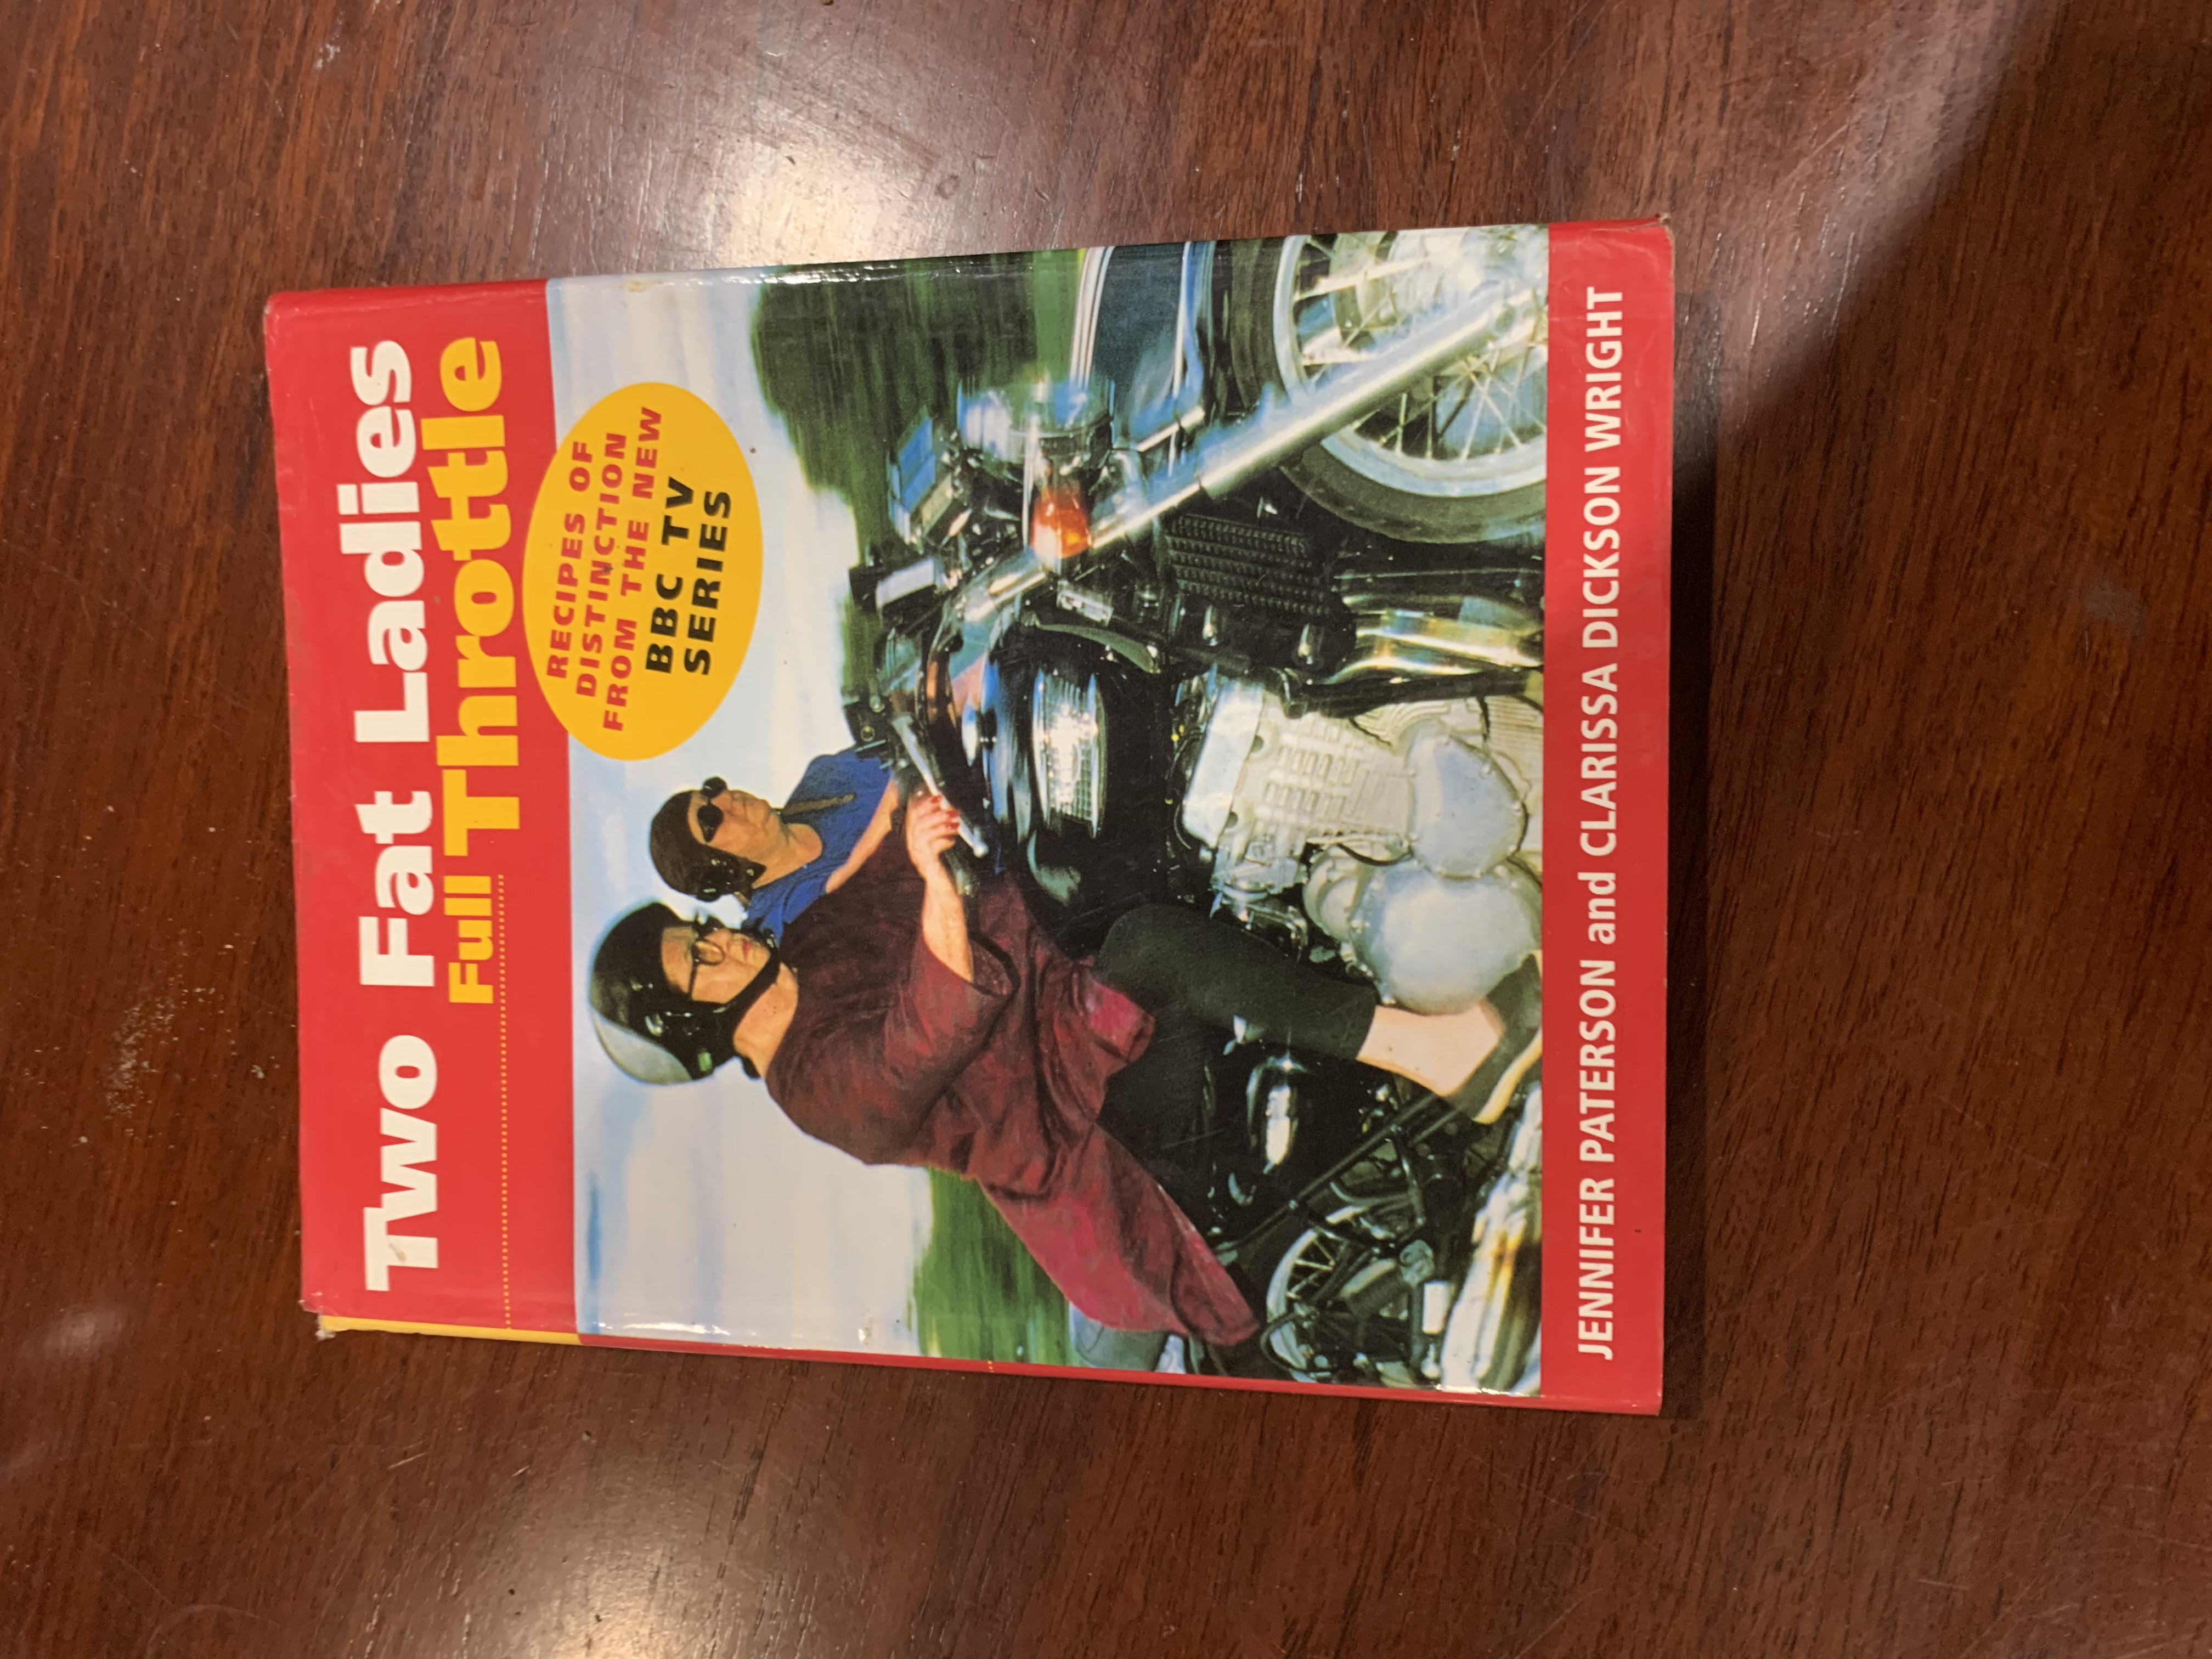 Two Fat Ladies
Full Throttle
RECIPES OF
DISTINCTION
FROM THE NEW
BBC TV
SERIES
JENNIFER PATERSON and CLARISSA DICKSON WRIGHT